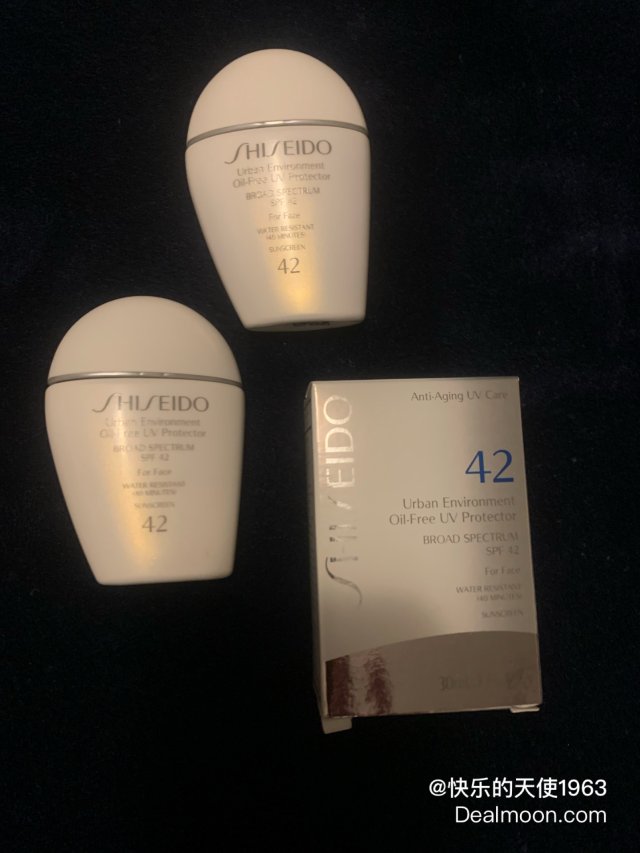 SHISEIDO
Urban Environment
Oil-Free UV Protector
BROAD SPECTRUM
SPF 42
For Face
WATER RESISTANT
(40 MINUTES)
SUNSCREEN
42
SHISEIDO
Urban Environment
Oil-Free UV Protector
BROAD SPECTRUM
SPF 42
For Face
WATER RESISTANT
(40 MINUTES)
SUNSCREEN
42
SHISEIDO
Anti-Aging UV Care
42
Urban Environment
Oil-Free UV Protector
BROAD SPECTRUM
SPF 42
For Face
WATER RESISTANT
(40 MINUTES)
SUNSCREEN
30mL
@快乐的天使1963
Dealmoon.com